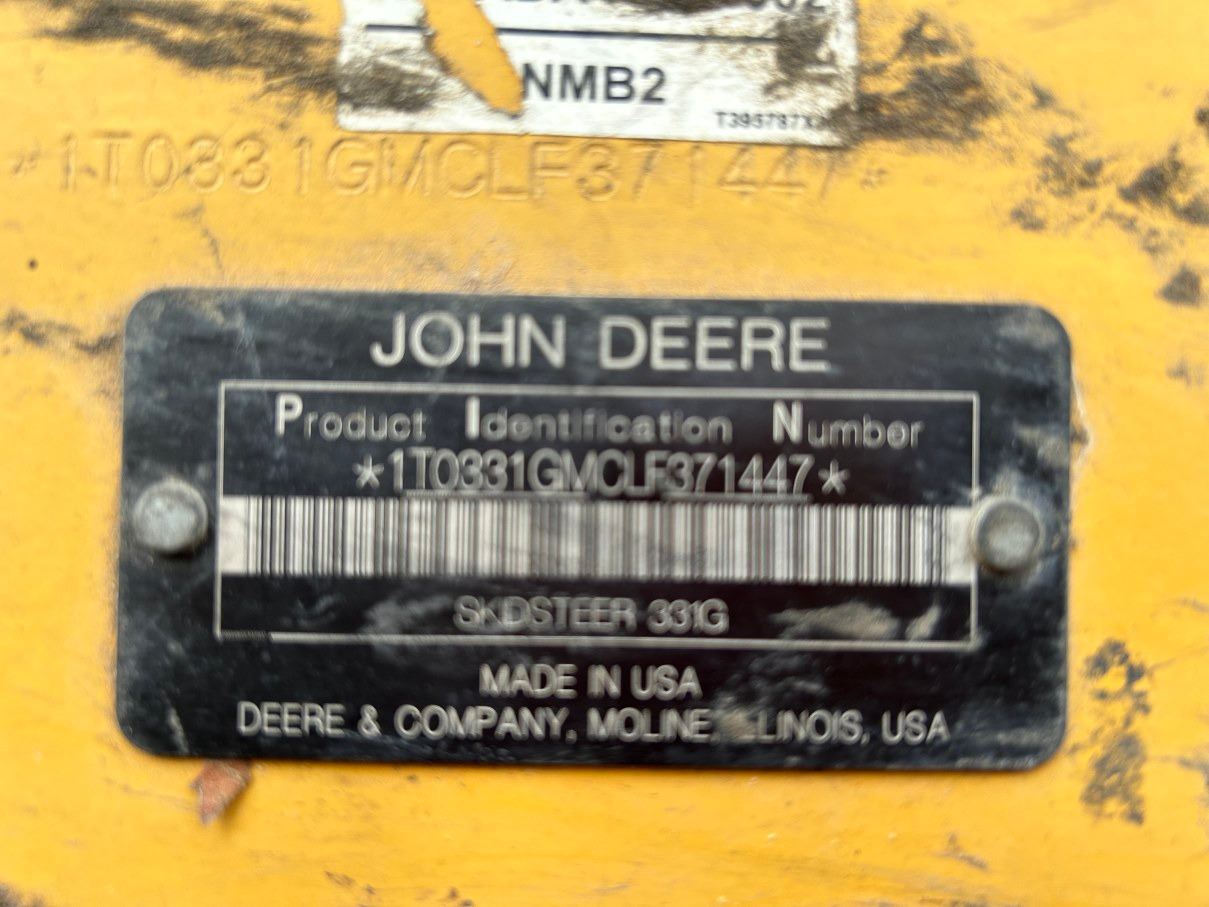 NMB2
*1T0331GMCLF371447*
JOHN DEERE
Product Identification Number
*1T0331GMCLF371447*
SKIDSTEER 331G
MADE IN USA
DEERE & COMPANY, MOLINE, ILLINOIS, USA